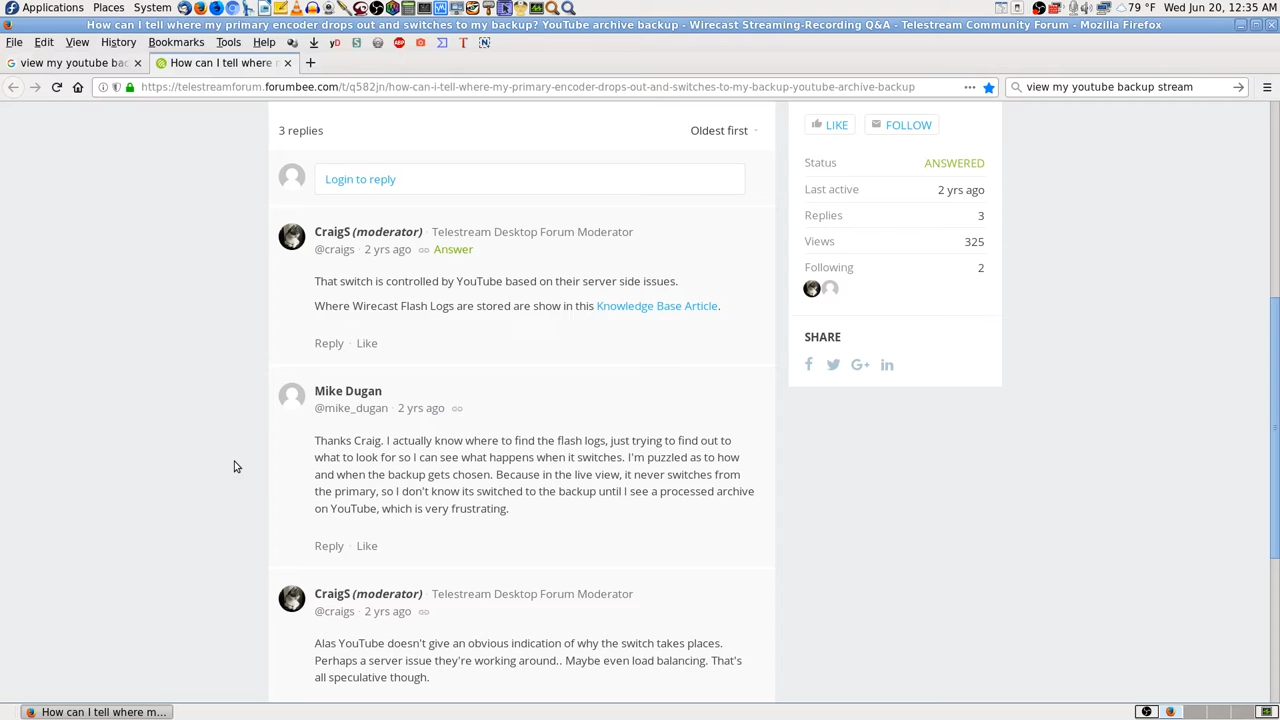 Applications Places System Wed Jun 20, 12:35 AM 79 °F
How can I tell where my primary encoder drops out and switches to my backup? YouTube archive backup - Wirecast Streaming-Recording Q&A - Telestream Community Forum - Mozilla Firefox
File Edit View History Bookmarks Tools Help
view my youtube bac How can I tell where
https://telestreamforum.forumbee.com/t/q582jn/how-can-i-tell-where-my-primary-encoder-drops-out-and-switches-to-my-backup-youtube-archive-backup view my youtube backup stream
3 replies Oldest first
Login to reply
CraigS (moderator) · Telestream Desktop Forum Moderator
@craigs · 2 yrs ago Answer
That switch is controlled by YouTube based on their server side issues.
Where Wirecast Flash Logs are stored are show in this Knowledge Base Article.
Reply · Like
Mike Dugan
@mike_dugan · 2 yrs ago
Thanks Craig. I actually know where to find the flash logs, just trying to find out to
what to look for so I can see what happens when it switches. I'm puzzled as to how
and when the backup gets chosen. Because in the live view, it never switches from
the primary, so I don't know its switched to the backup until I see a processed archive
on YouTube, which is very frustrating.
Reply · Like
CraigS (moderator) · Telestream Desktop Forum Moderator
@craigs · 2 yrs ago
Alas YouTube doesn't give an obvious indication of why the switch takes places.
Perhaps a server issue they're working around.. Maybe even load balancing. That's
all speculative though.
LIKE FOLLOW
Status ANSWERED
Last active 2 yrs ago
Replies 3
Views 325
Following 2
SHARE
How can I tell where m...